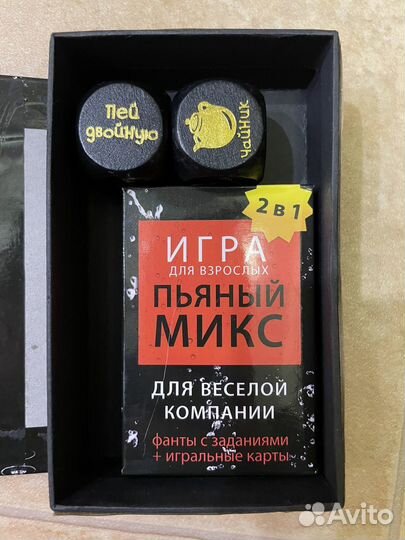 Пей
двойную
чайник
2 в 1
ИГРА
ДЛЯ ВЗРОСЛЫХ
ПЬЯНЫЙ
МИКС
ДЛЯ ВЕСЕЛОЙ
КОМПАНИИ
фанты с заданиями
+ игральные карты
Avito